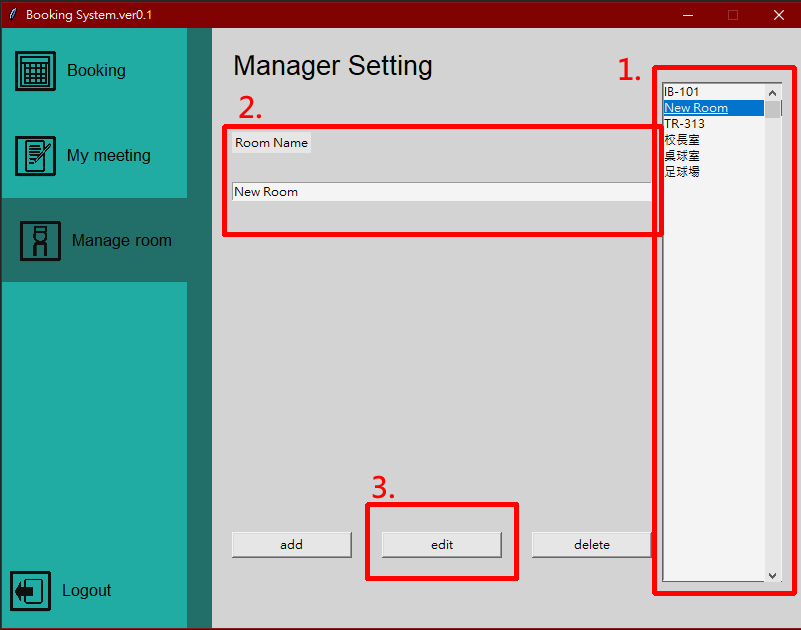 Booking System.ver0.1
Booking
My meeting
Manage room
Logout
Manager Setting
1.
2.
Room Name
New Room
IB-101
New Room
TR-313
校長室
桌球室
足球場
3.
add
edit
delete